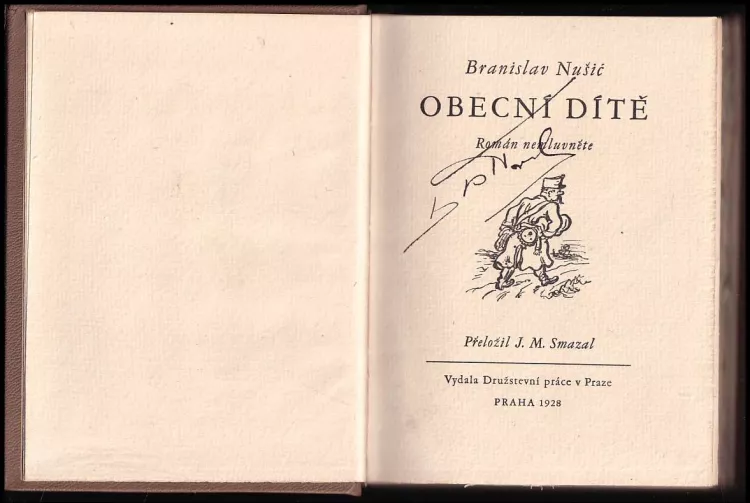 Branislav Nušić
OBECNÍ DÍTĚ
Román nemluvněte
Přeložil J. M. Smazal
Vydala Družstevní práce v Praze
PRAHA 1928